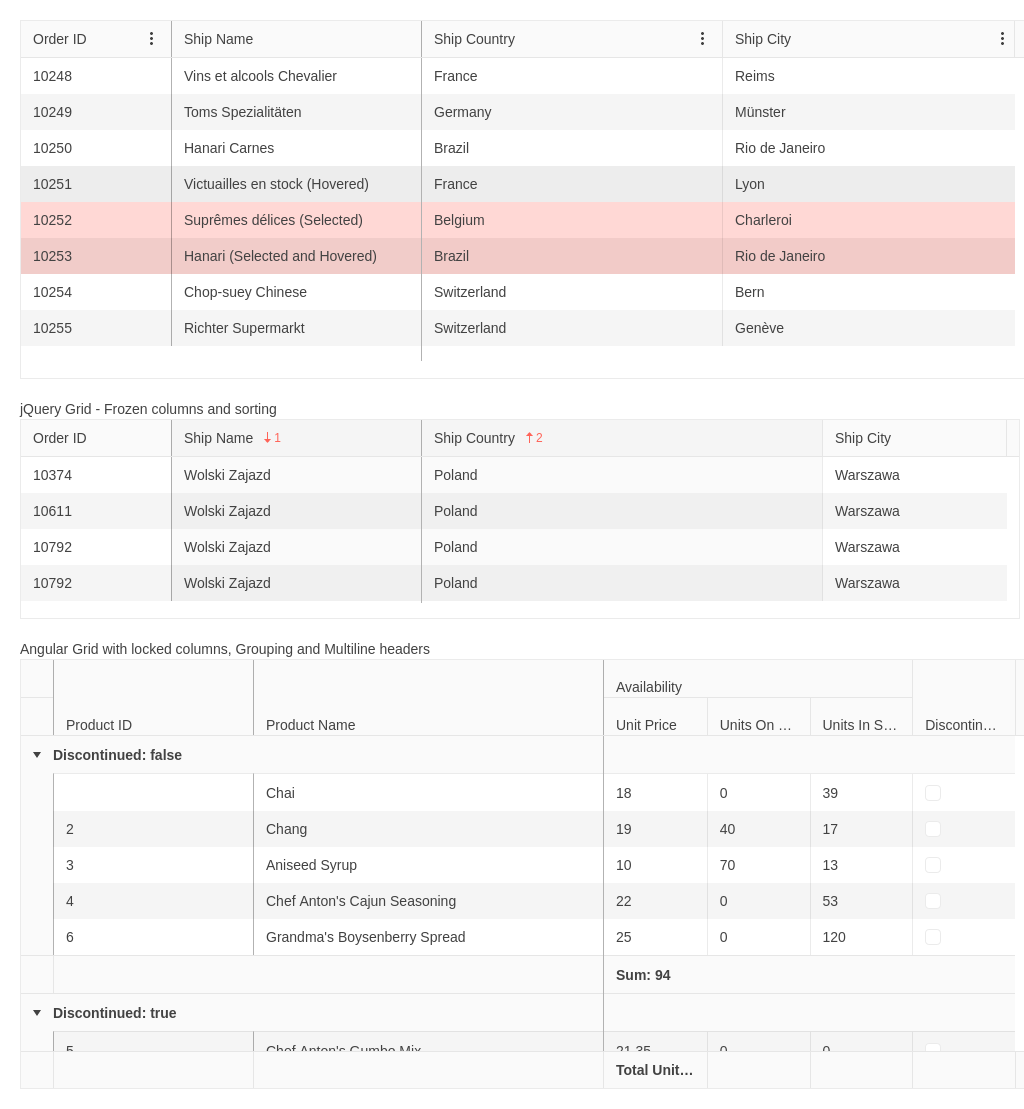 Order ID Ship Name Ship Country Ship City
10248 Vins et alcools Chevalier France Reims
10249 Toms Spezialitäten Germany Münster
10250 Hanari Carnes Brazil Rio de Janeiro
10251 Victuailles en stock (Hovered) France Lyon
10252 Suprêmes délices (Selected) Belgium Charleroi
10253 Hanari (Selected and Hovered) Brazil Rio de Janeiro
10254 Chop-suey Chinese Switzerland Bern
10255 Richter Supermarkt Switzerland Genève
jQuery Grid - Frozen columns and sorting
Order ID Ship Name 1 Ship Country 2 Ship City
10374 Wolski Zajazd Poland Warszawa
10611 Wolski Zajazd Poland Warszawa
10792 Wolski Zajazd Poland Warszawa
10792 Wolski Zajazd Poland Warszawa
Angular Grid with locked columns, Grouping and Multiline headers
Availability
Product ID Product Name Unit Price Units On ... Units In S... Discontin...
Discontinued: false
Chai 18 0 39
2 Chang 19 40 17
3 Aniseed Syrup 10 70 13
4 Chef Anton's Cajun Seasoning 22 0 53
6 Grandma's Boysenberry Spread 25 0 120
Sum: 94
Discontinued: true
5 Chef Anton's Gumbo Mix 21.35 0 0
Total Unit...